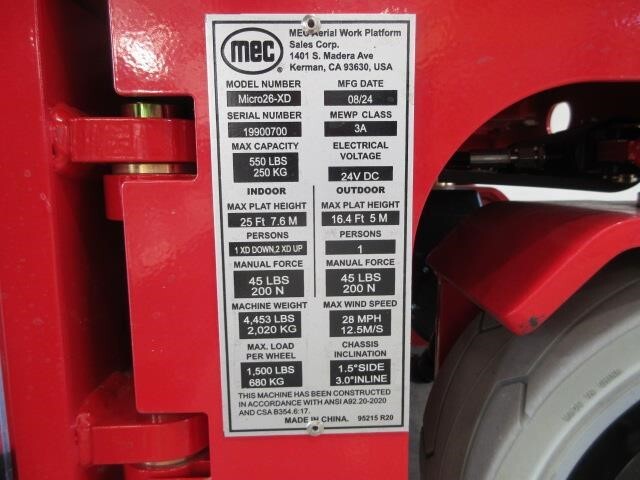 mec
MEC Aerial Work Platform
Sales Corp.
1401 S. Madera Ave
Kerman, CA 93630, USA
MODEL NUMBER
Micro26-XD
MFG DATE
08/24
SERIAL NUMBER
19900700
MEWP CLASS
3A
MAX CAPACITY
550 LBS
250 KG
ELECTRICAL
VOLTAGE
24V DC
INDOOR
OUTDOOR
MAX PLAT HEIGHT
25 Ft 7.6 M
MAX PLAT HEIGHT
16.4 Ft 5 M
PERSONS
1 XD DOWN,2 XD UP
PERSONS
1
MANUAL FORCE
45 LBS
200 N
MANUAL FORCE
45 LBS
200 N
MACHINE WEIGHT
4,453 LBS
2,020 KG
MAX WIND SPEED
28 MPH
12.5M/S
MAX. LOAD
PER WHEEL
1,500 LBS
680 KG
CHASSIS
INCLINATION
1.5°SIDE
3.0°INLINE
THIS MACHINE HAS BEEN CONSTRUCTED
IN ACCORDANCE WITH ANSI A92.20-2020
AND CSA B354.6:17.
MADE IN CHINA. 95215 R20